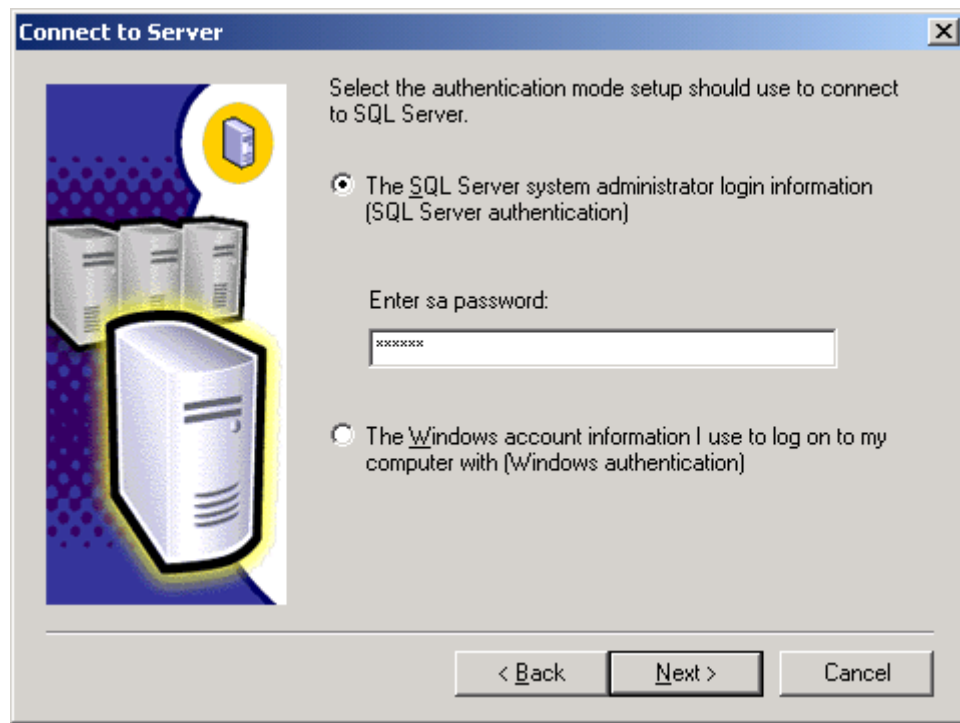 Connect to Server
Select the authentication mode setup should use to connect
to SQL Server.
The SQL Server system administrator login information
(SQL Server authentication)
Enter sa password:
××××××
The Windows account information I use to log on to my
computer with (Windows authentication)
< Back
Next >
Cancel